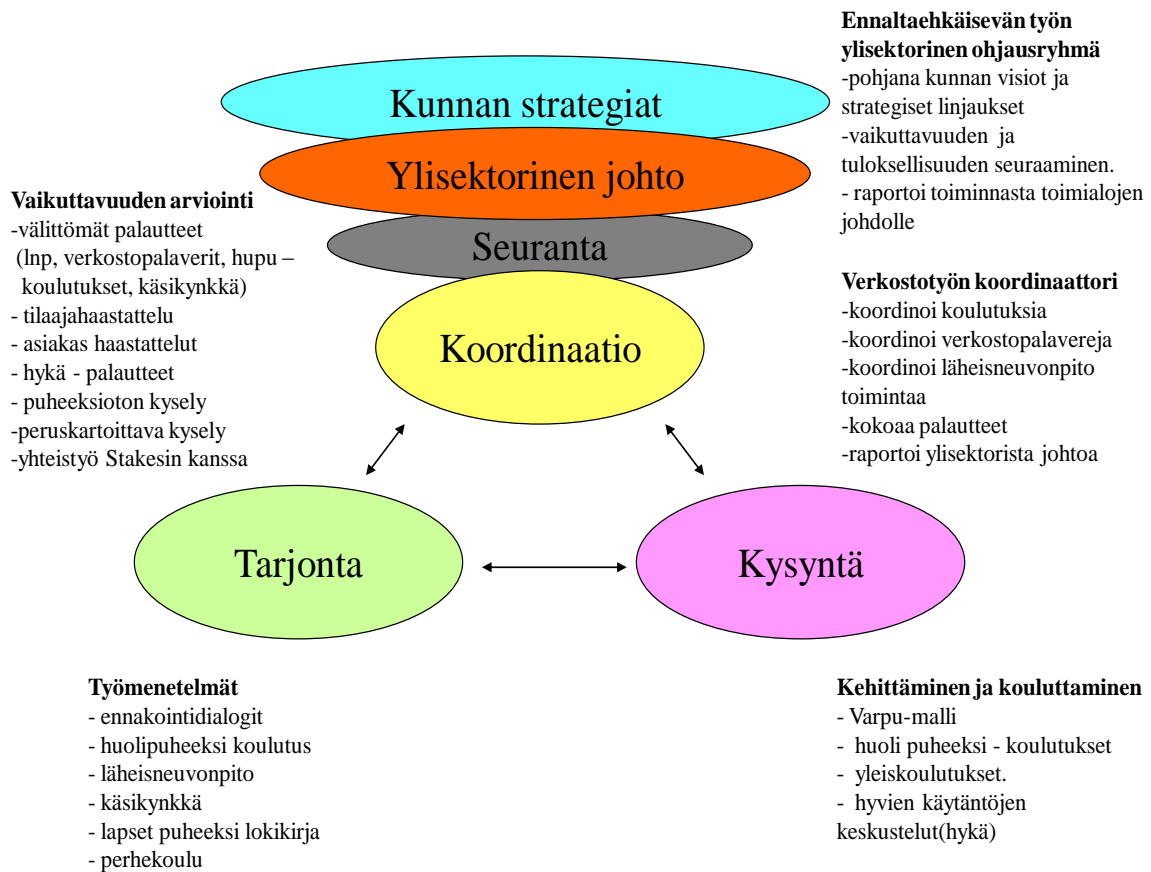 Ennaltaehkäisevän työn
ylisektorinen ohjausryhmä
-pohjana kunnan visiot ja
strategiset linjaukset
-vaikuttavuuden ja
tuloksellisuuden seuraaminen.
- raportoi toiminnasta toimialojen
johdolle
Kunnan strategiat
Ylisektorinen johto
Seuranta
Koordinaatio
Vaikuttavuuden arviointi
-välittömät palautteet
(lnp, verkostopalaverit, hupu –
koulutukset, käsikynkkä)
- tilaajahaastattelu
- asiakas haastattelut
- hykä - palautteet
- puheeksioton kysely
-peruskartoittava kysely
-yhteistyö Stakesin kanssa
Verkostotyön koordinaattori
-koordinoi koulutuksia
-koordinoi verkostopalavereja
-koordinoi läheisneuvonpito
toimintaa
-kokoaa palautteet
-raportoi ylisektorista johtoa
Tarjonta
Kysyntä
Työmenetelmät
- ennakointidialogit
- huolipuheeksi koulutus
- läheisneuvonpito
- käsikynkkä
- lapset puheeksi lokikirja
- perhekoulu
Kehittäminen ja kouluttaminen
- Varpu-malli
- huoli puheeksi - koulutukset
- yleiskoulutukset.
- hyvien käytäntöjen
keskustelut(hykä)